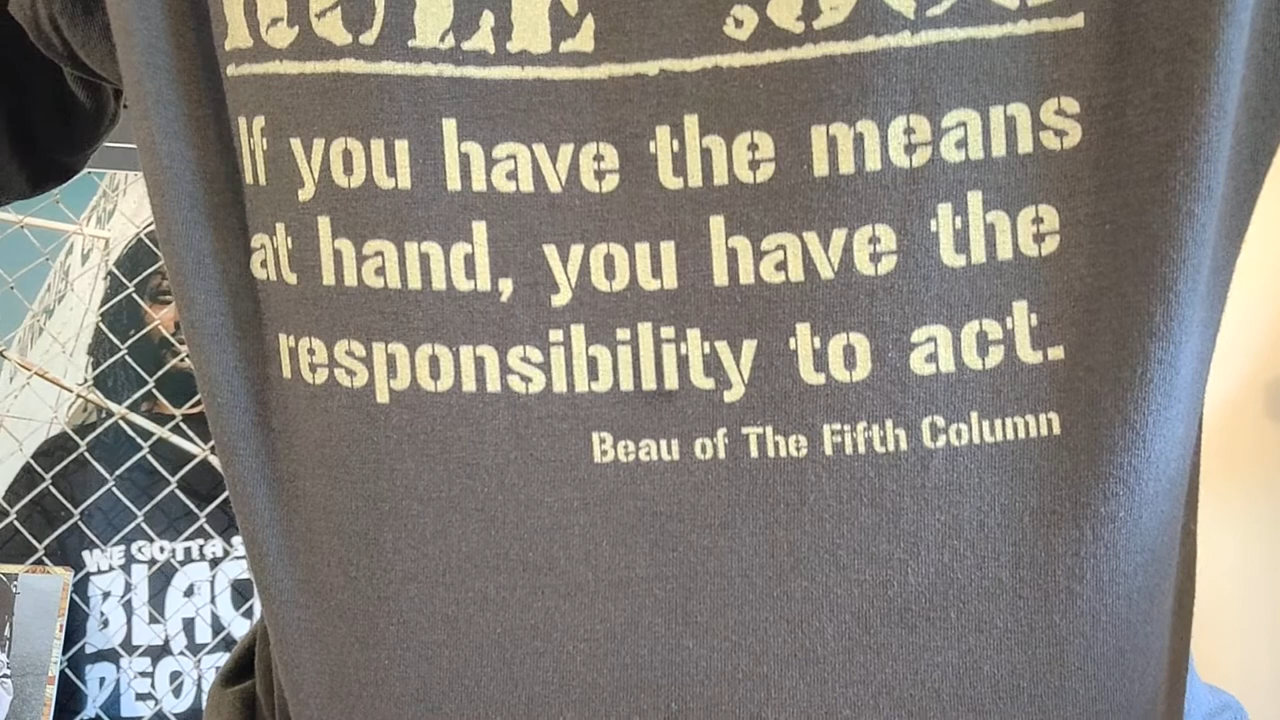 RULE
If you have the means
at hand, you have the
responsibility to act.
Beau of The Fifth Column
WE GOTTA
BLAC
PEOP